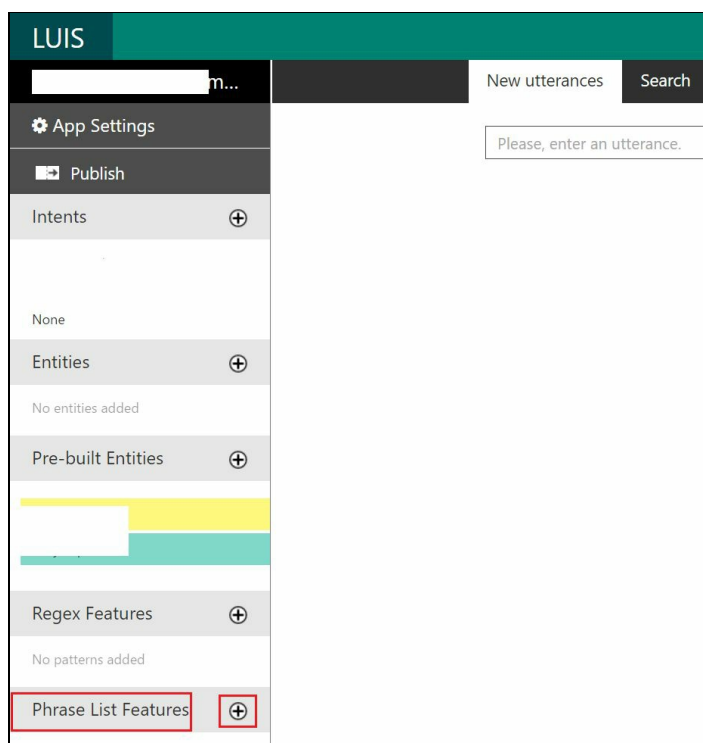 LUIS
m...
New utterances Search
App Settings
Please, enter an utterance.
Publish
Intents
None
Entities
No entities added
Pre-built Entities
Regex Features
No patterns added
Phrase List Features